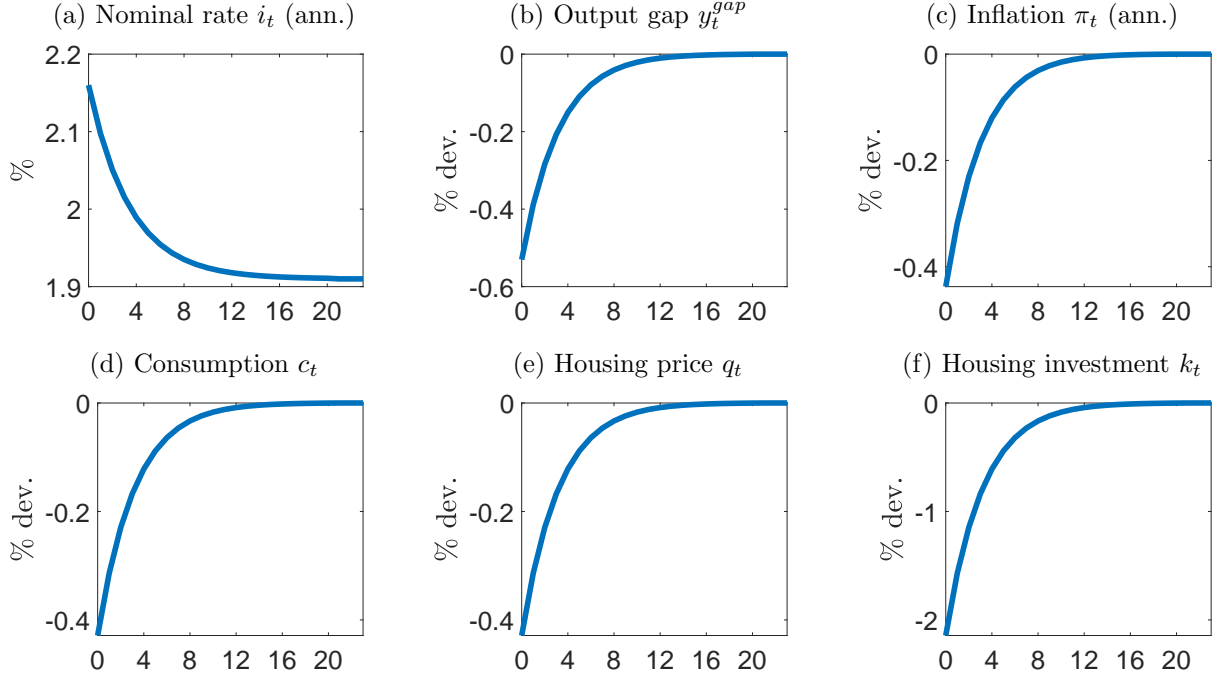 (a) Nominal rate i_t (ann.)
2.2
2.1
2
1.9
%
0 4 8 12 16 20
(b) Output gap y_t^{gap}
0
-0.2
-0.4
-0.6
% dev.
0 4 8 12 16 20
(c) Inflation π_t (ann.)
0
-0.2
-0.4
% dev.
0 4 8 12 16 20
(d) Consumption c_t
0
-0.2
-0.4
% dev.
0 4 8 12 16 20
(e) Housing price q_t
0
-0.2
-0.4
% dev.
0 4 8 12 16 20
(f) Housing investment k_t
0
-1
-2
% dev.
0 4 8 12 16 20